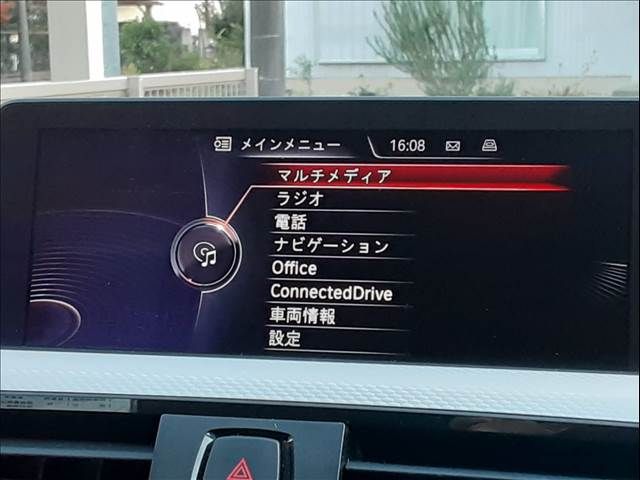 メインメニュー 16:08
マルチメディア
ラジオ
電話
ナビゲーション
Office
ConnectedDrive
車両情報
設定